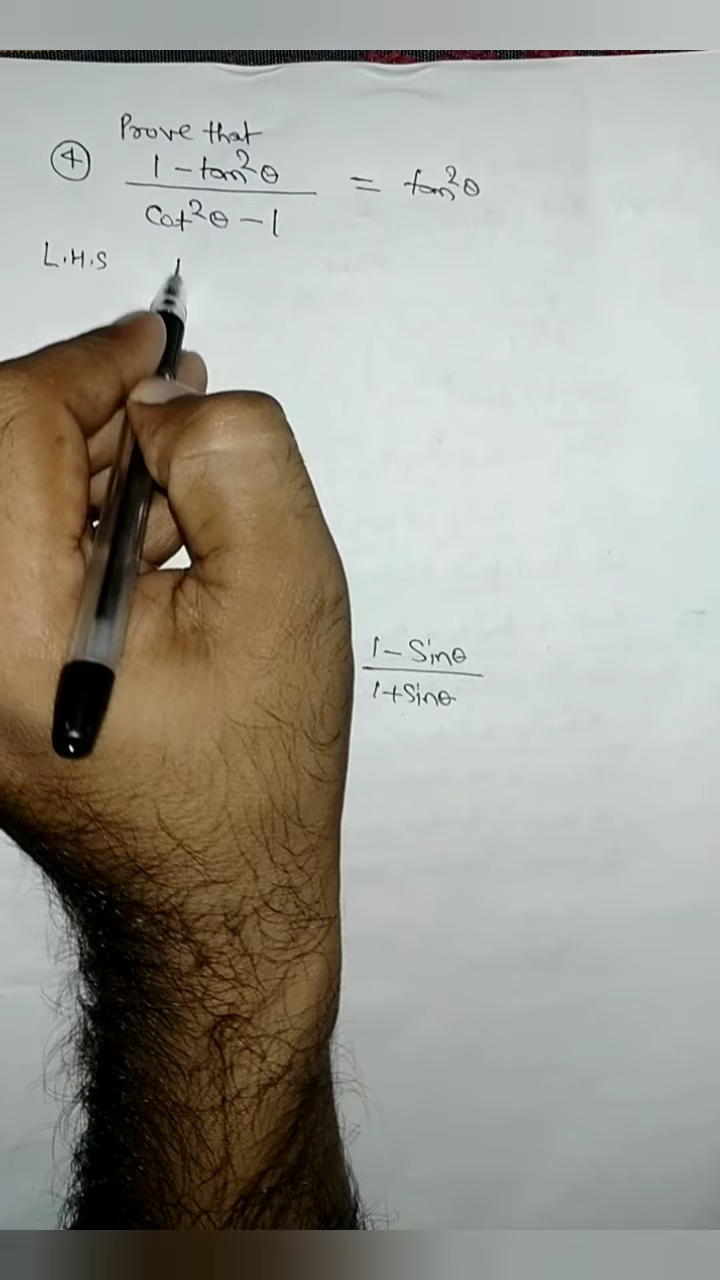 Prove that
④ 1 - tan²θ / cot²θ - 1 = tan²θ
L.H.S
1 - Sinθ / 1 + Sinθ